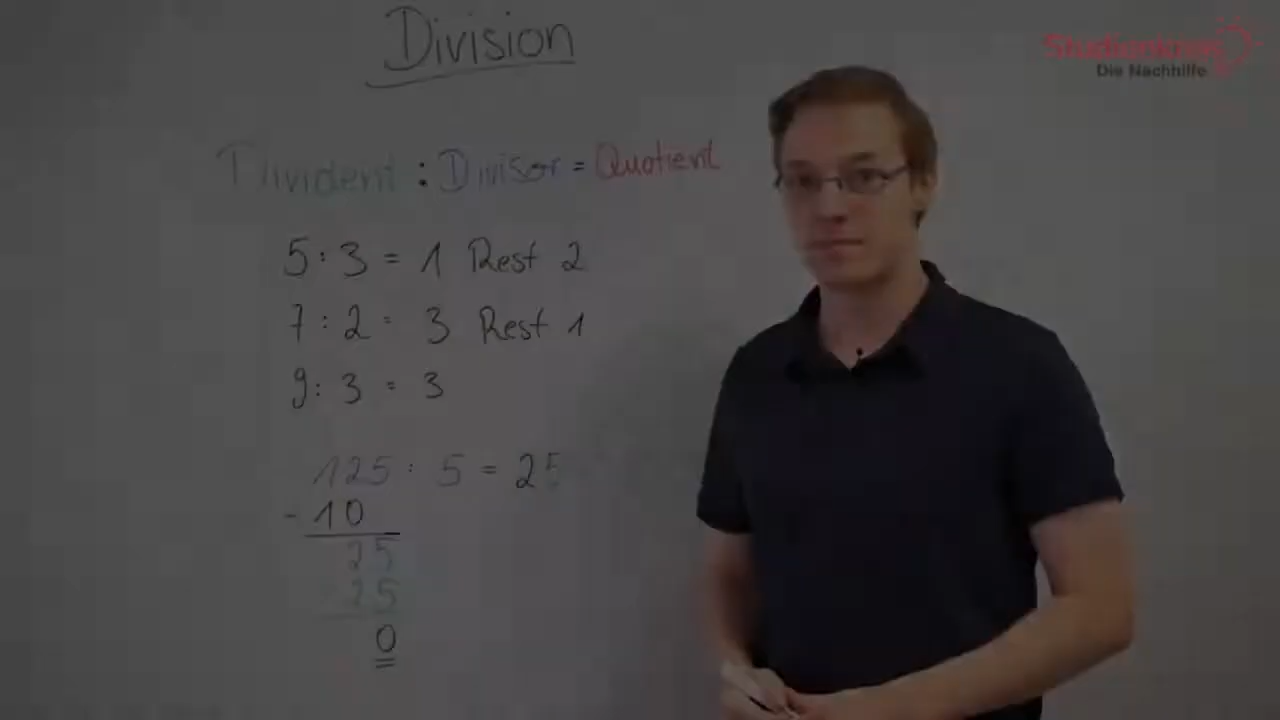 Division
Studienkreis
Die Nachhilfe
Divident : Divisor = Quotient
5 : 3 = 1 Rest 2
7 : 2 = 3 Rest 1
9 : 3 = 3
125 : 5 = 25
- 10
25
- 25
0